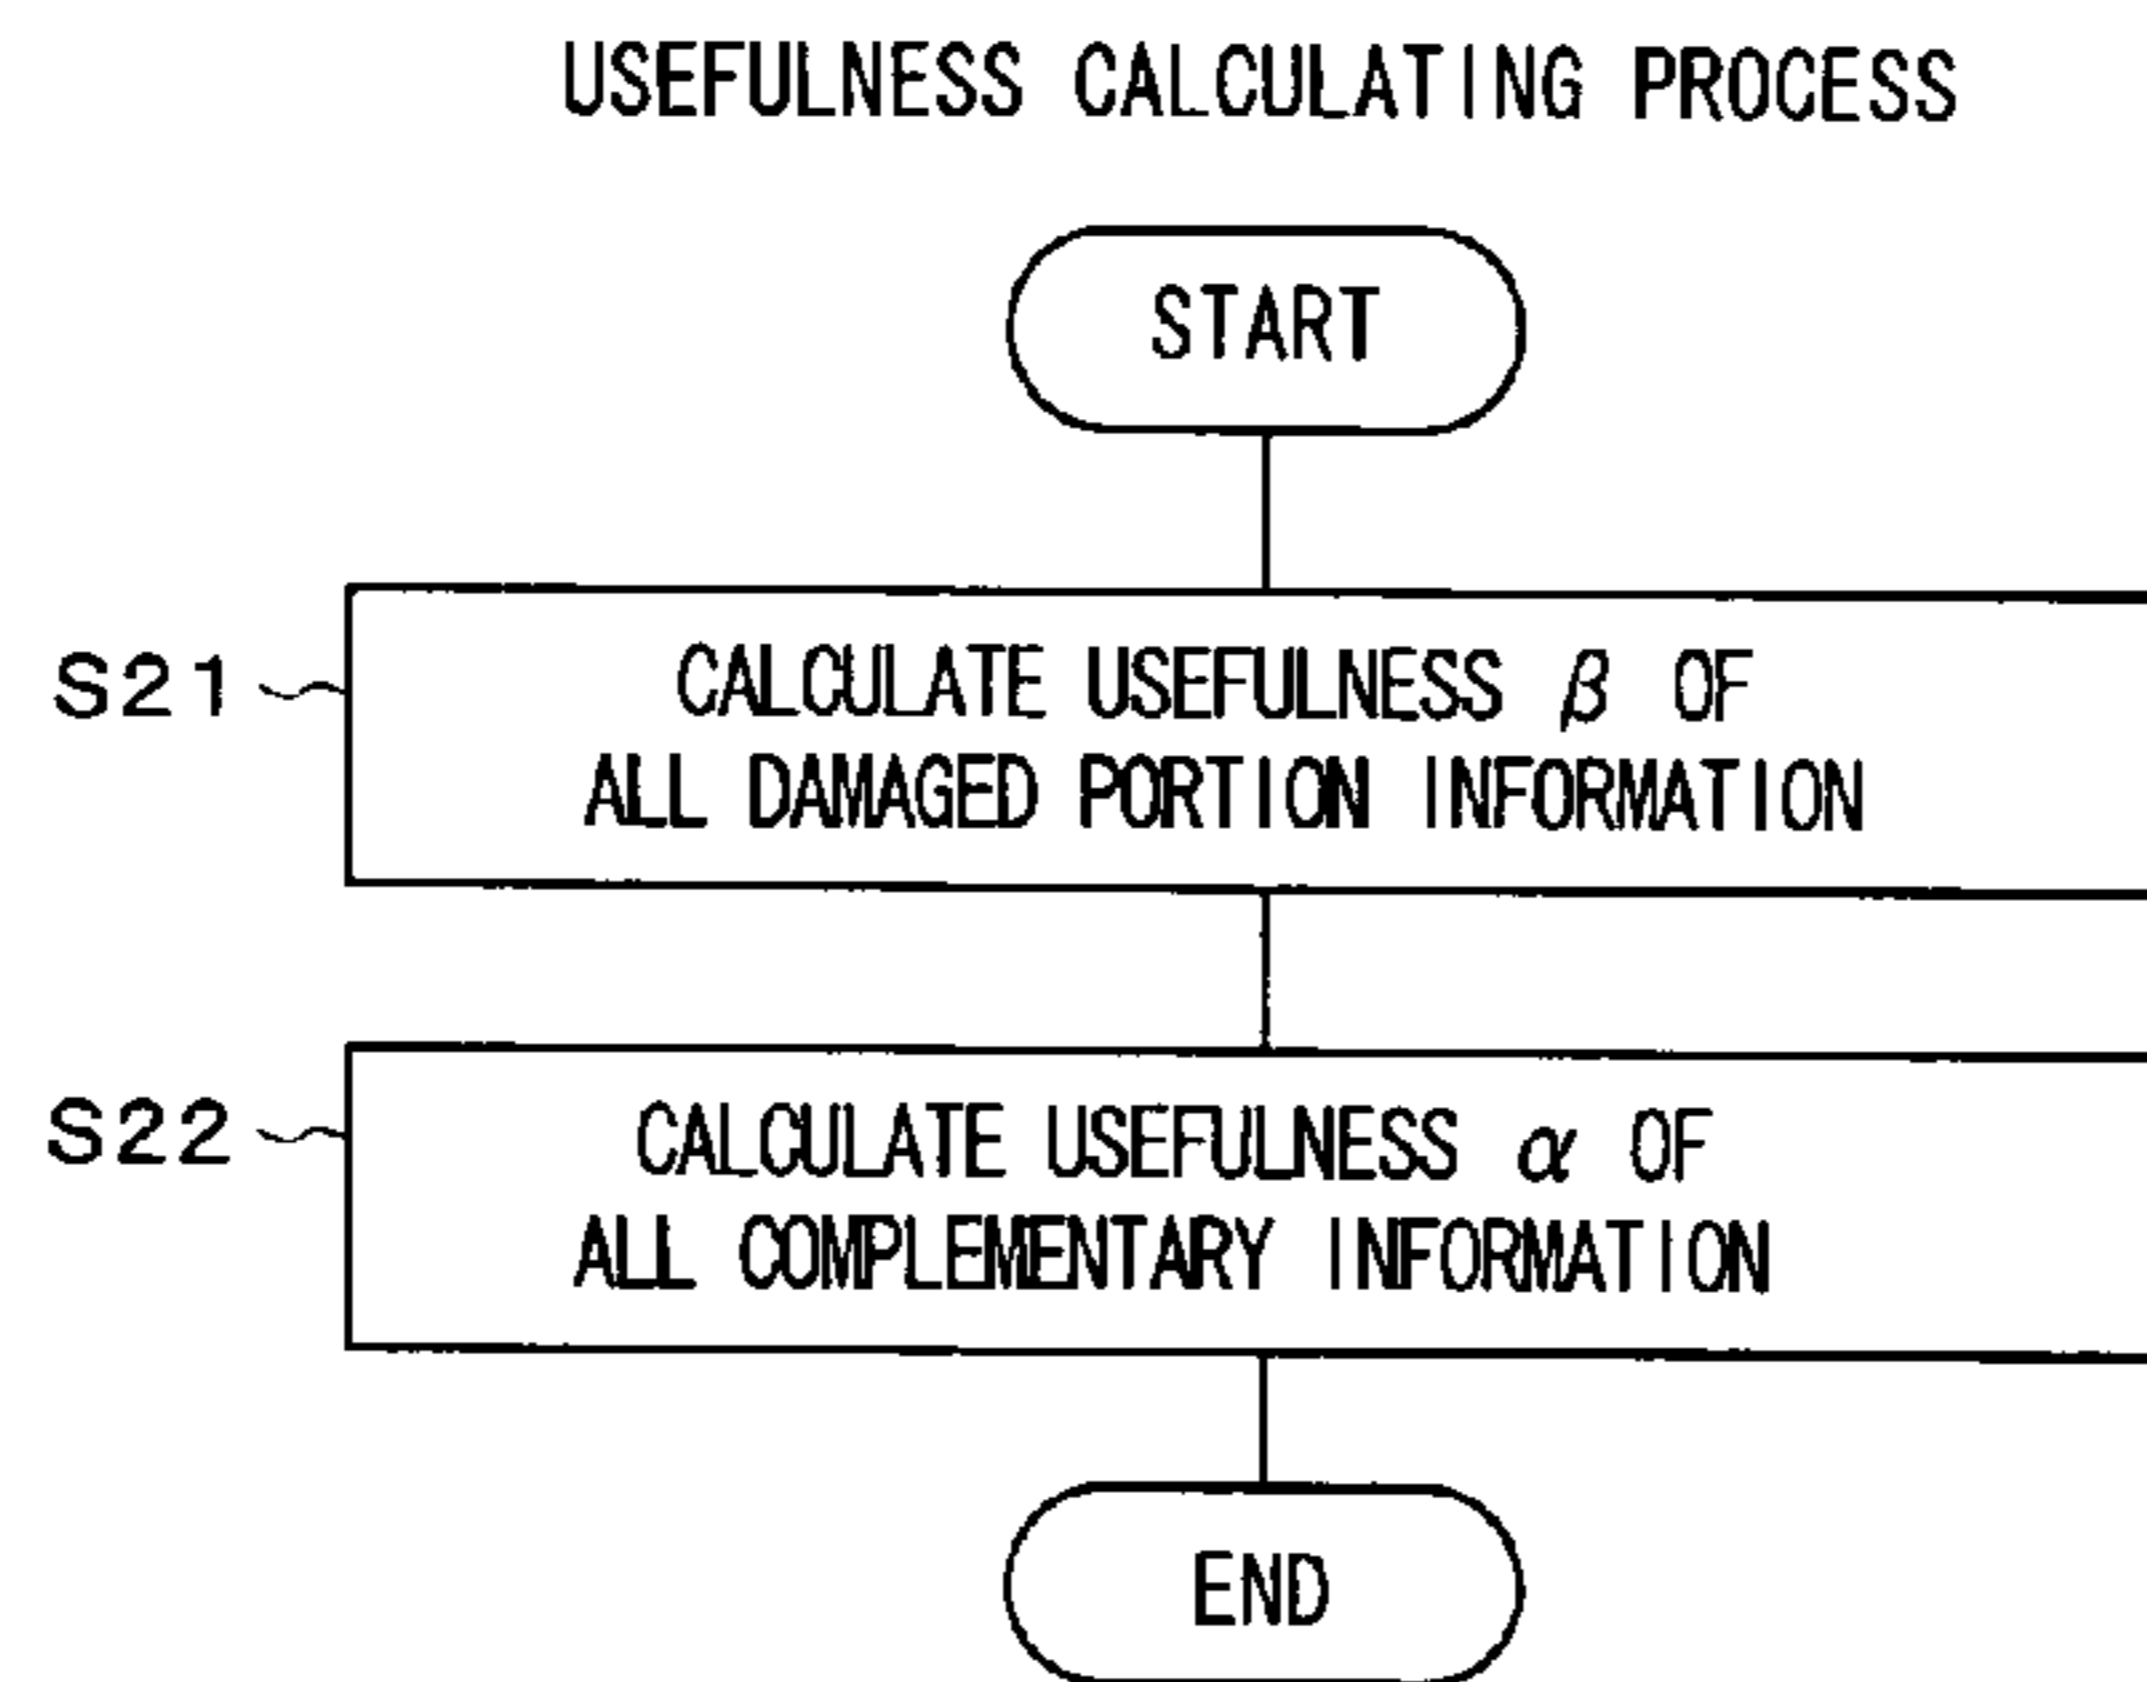 USEFULNESS CALCULATING PROCESS
START
S21
CALCULATE USEFULNESS β OF
ALL DAMAGED PORTION INFORMATION
S22
CALCULATE USEFULNESS α OF
ALL COMPLEMENTARY INFORMATION
END